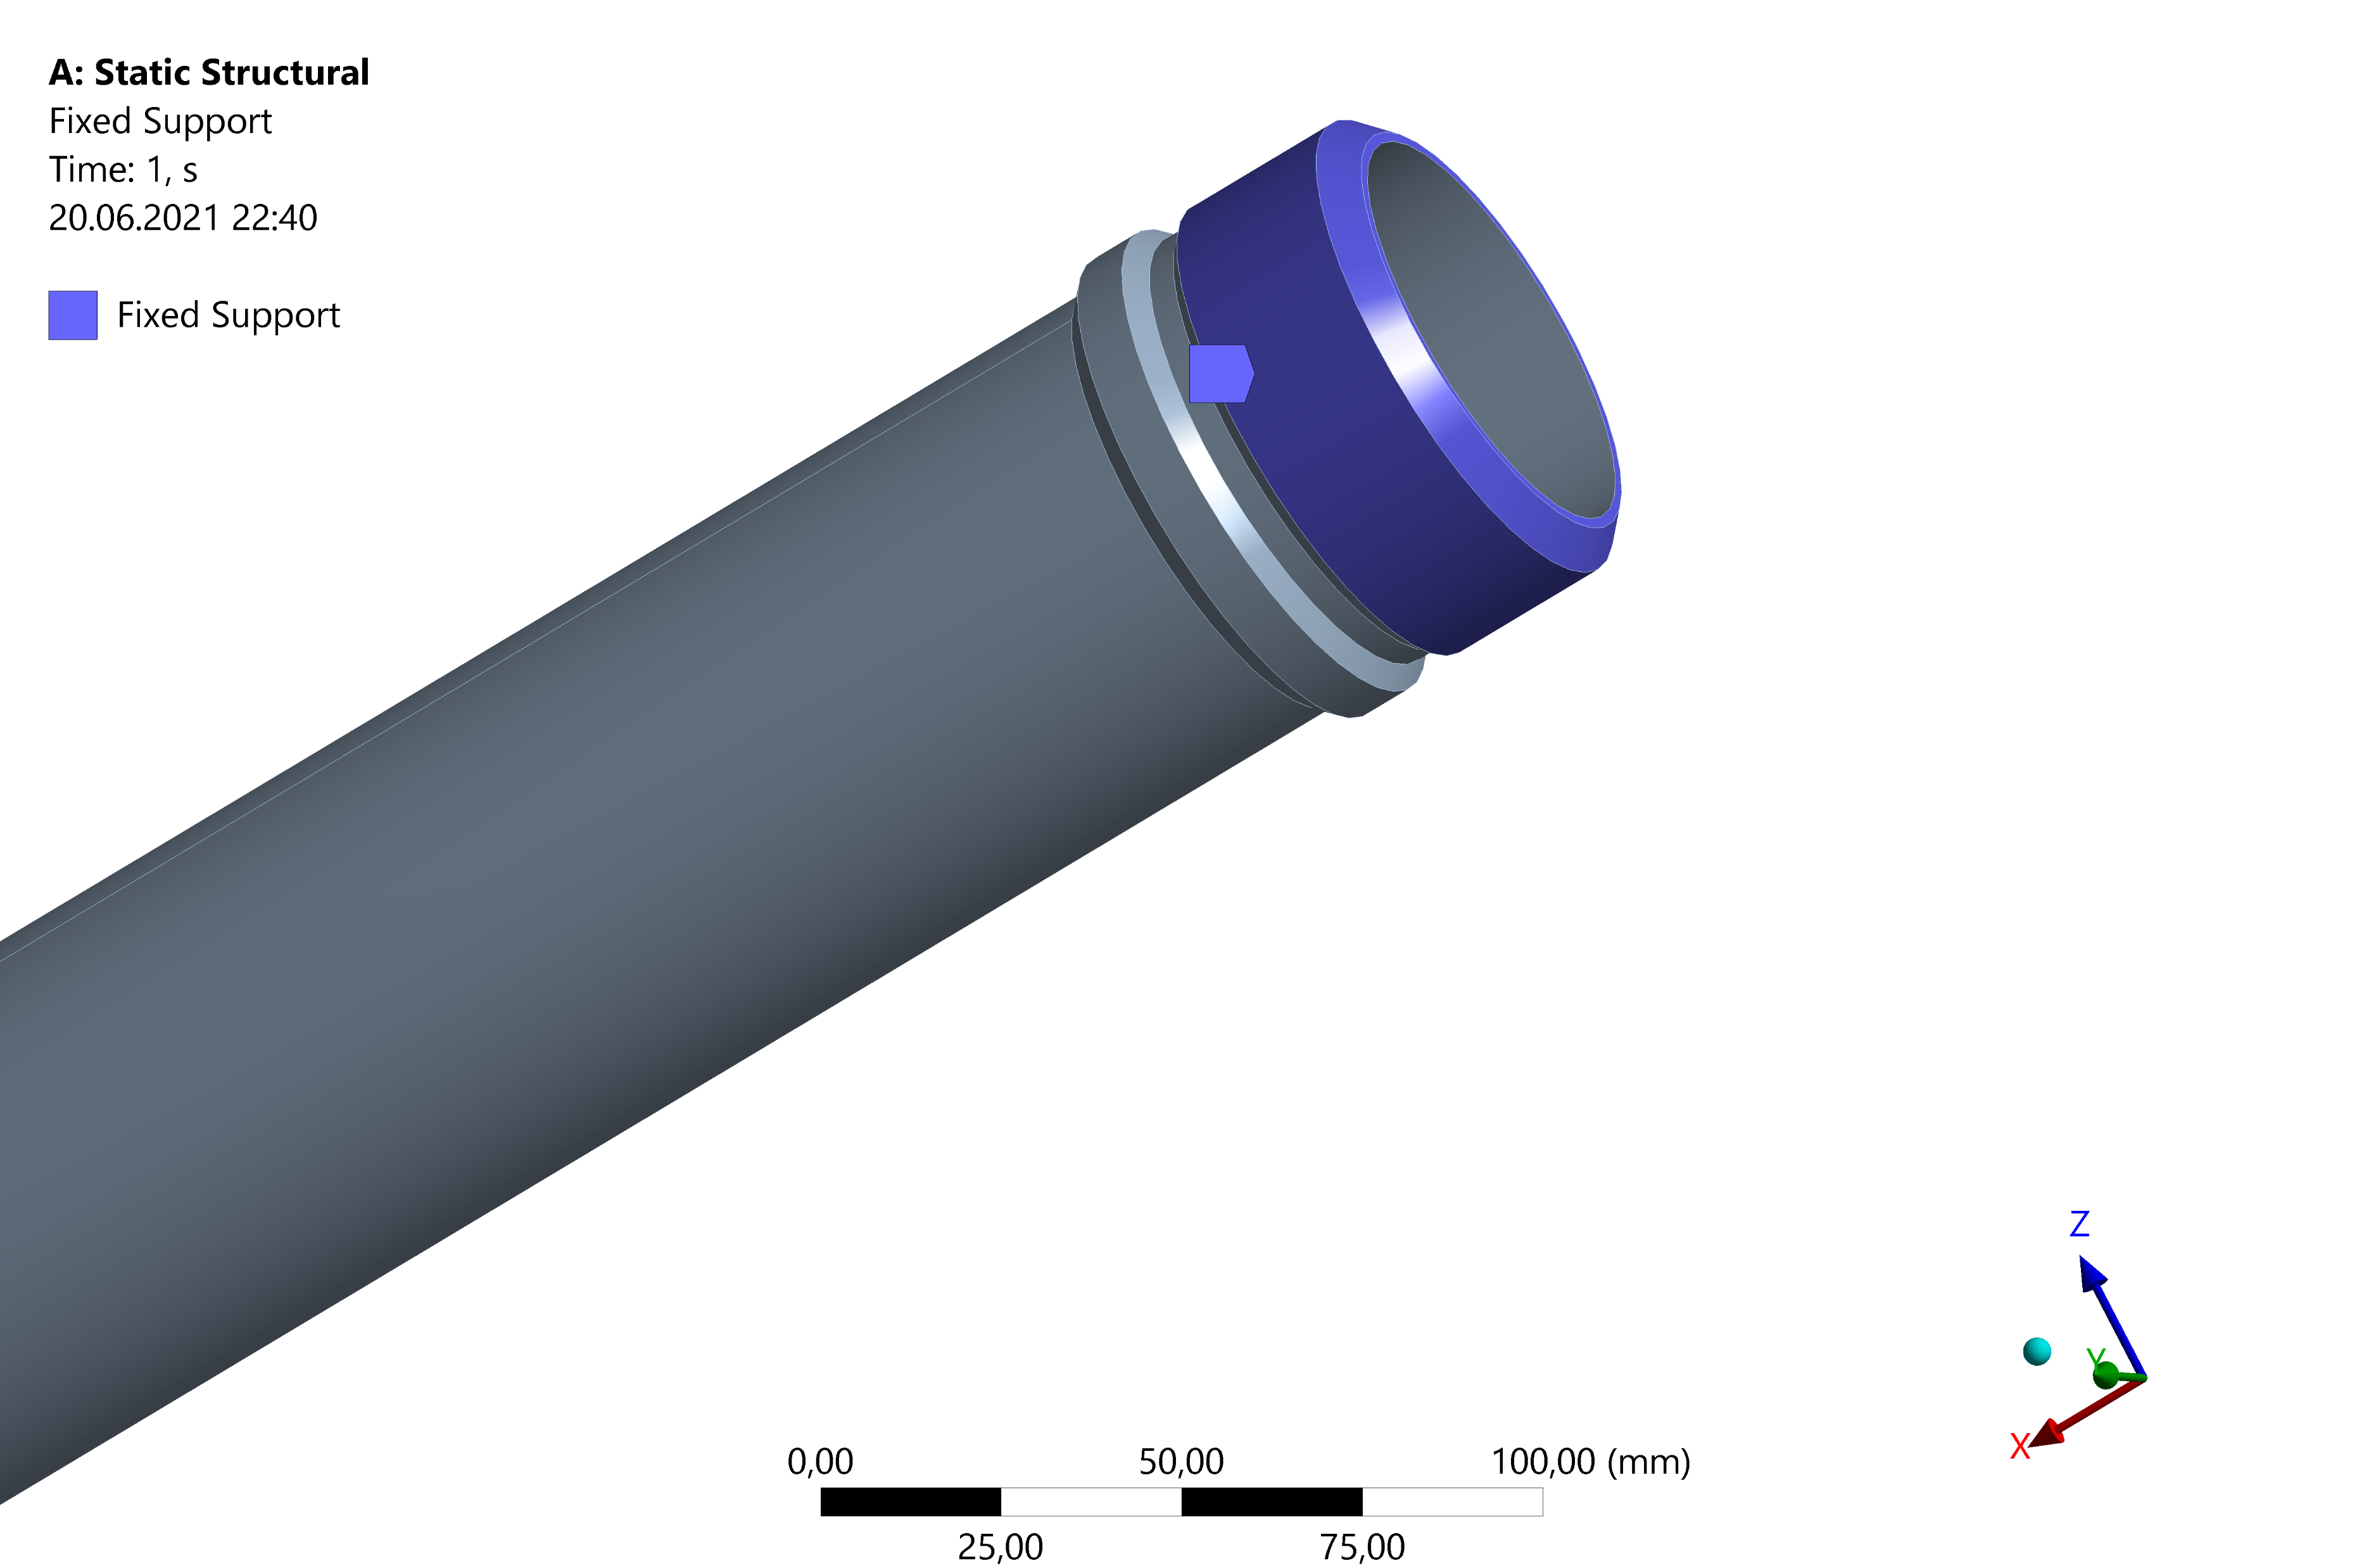 A: Static Structural
Fixed Support
Time: 1, s
20.06.2021 22:40
Fixed Support
Z
Y
X
0,00 50,00 100,00 (mm)
25,00 75,00